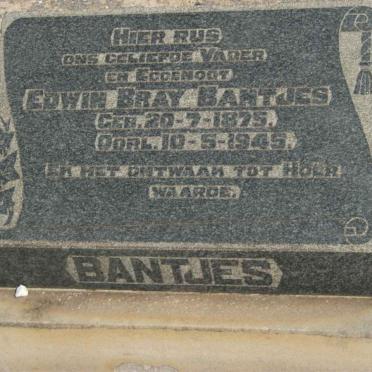 HIER RUS
ONS GELIEFDE VADER
EN EGGENOOT
EDWIN BRAY BANTJES
GEB. 20-7-1875,
OORL. 10-5-1945.
EK HET ONTWAAK TOT HOËR
WAARDE.
BANTJES